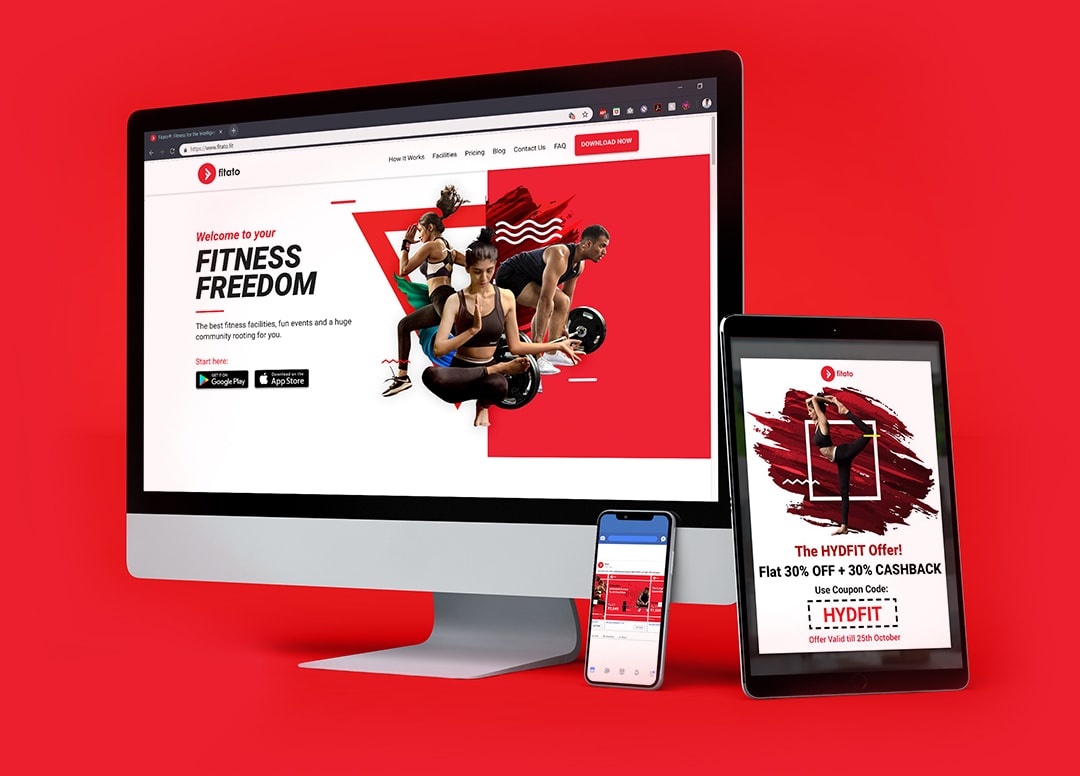 Fitato®: Fitness for the Intelligen
https://www.fitato.fit
fitato
How It Works
Facilities
Pricing
Blog
Contact Us
FAQ
DOWNLOAD NOW
Welcome to your
FITNESS
FREEDOM
The best fitness facilities, fun events and a huge
community rooting for you.
Start here:
GET IT ON
Google Play
Download on the
App Store
fitato
The HYDFIT Offer!
Flat 30% OFF + 30% CASHBACK
Use Coupon Code:
HYDFIT
Offer Valid till 25th October